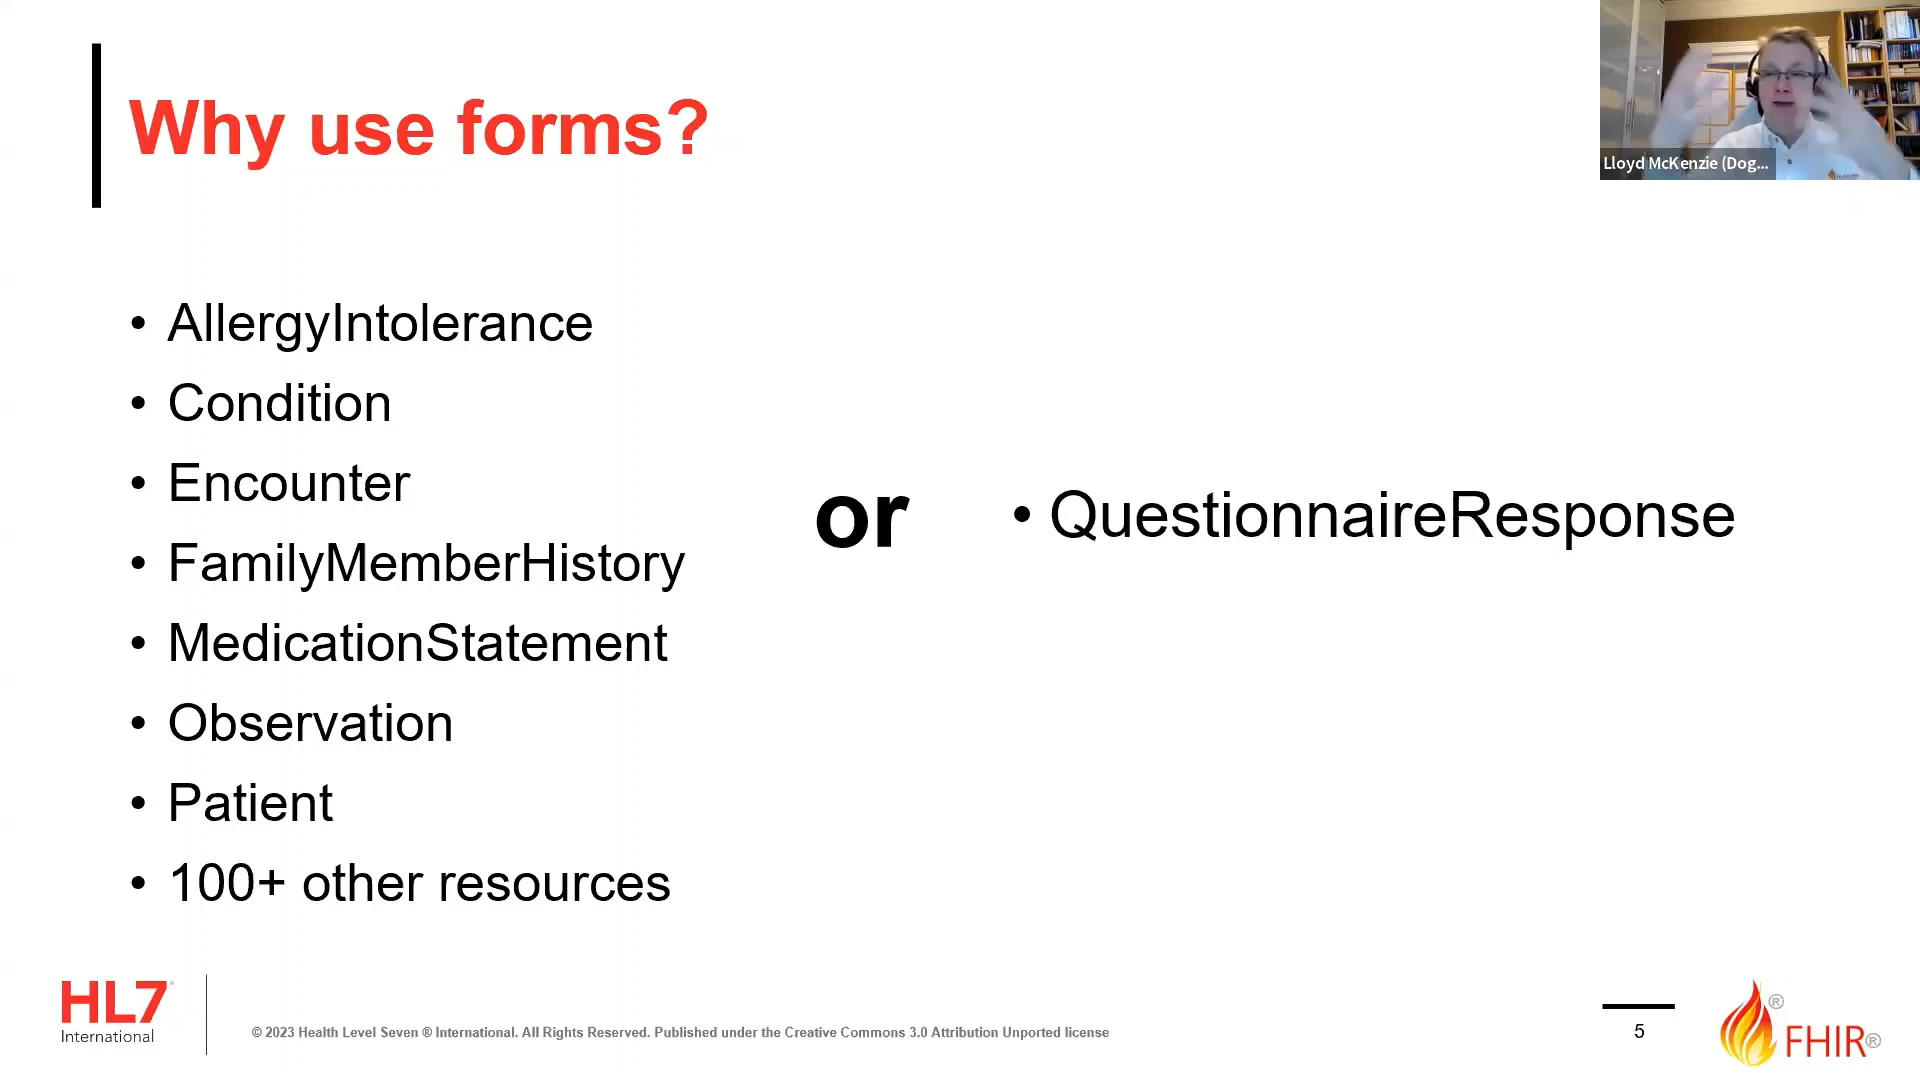 Why use forms?
Lloyd McKenzie (Dog...
• AllergyIntolerance
• Condition
• Encounter
• FamilyMemberHistory
• MedicationStatement
• Observation
• Patient
• 100+ other resources
or
• QuestionnaireResponse
HL7
International
© 2023 Health Level Seven ® International. All Rights Reserved. Published under the Creative Commons 3.0 Attribution Unported license
5
®
FHIR®